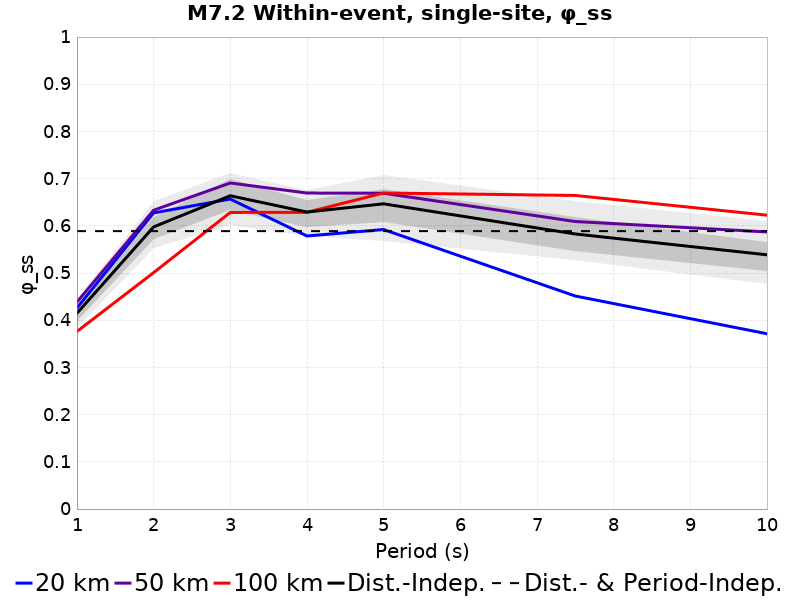 M7.2 Within-event, single-site, φ_ss
1
0.9
0.8
0.7
0.6
0.5
0.4
0.3
0.2
0.1
0
φ_ss
1 2 3 4 5 6 7 8 9 10
Period (s)
20 km 50 km 100 km Dist.-Indep. Dist.- & Period-Indep.